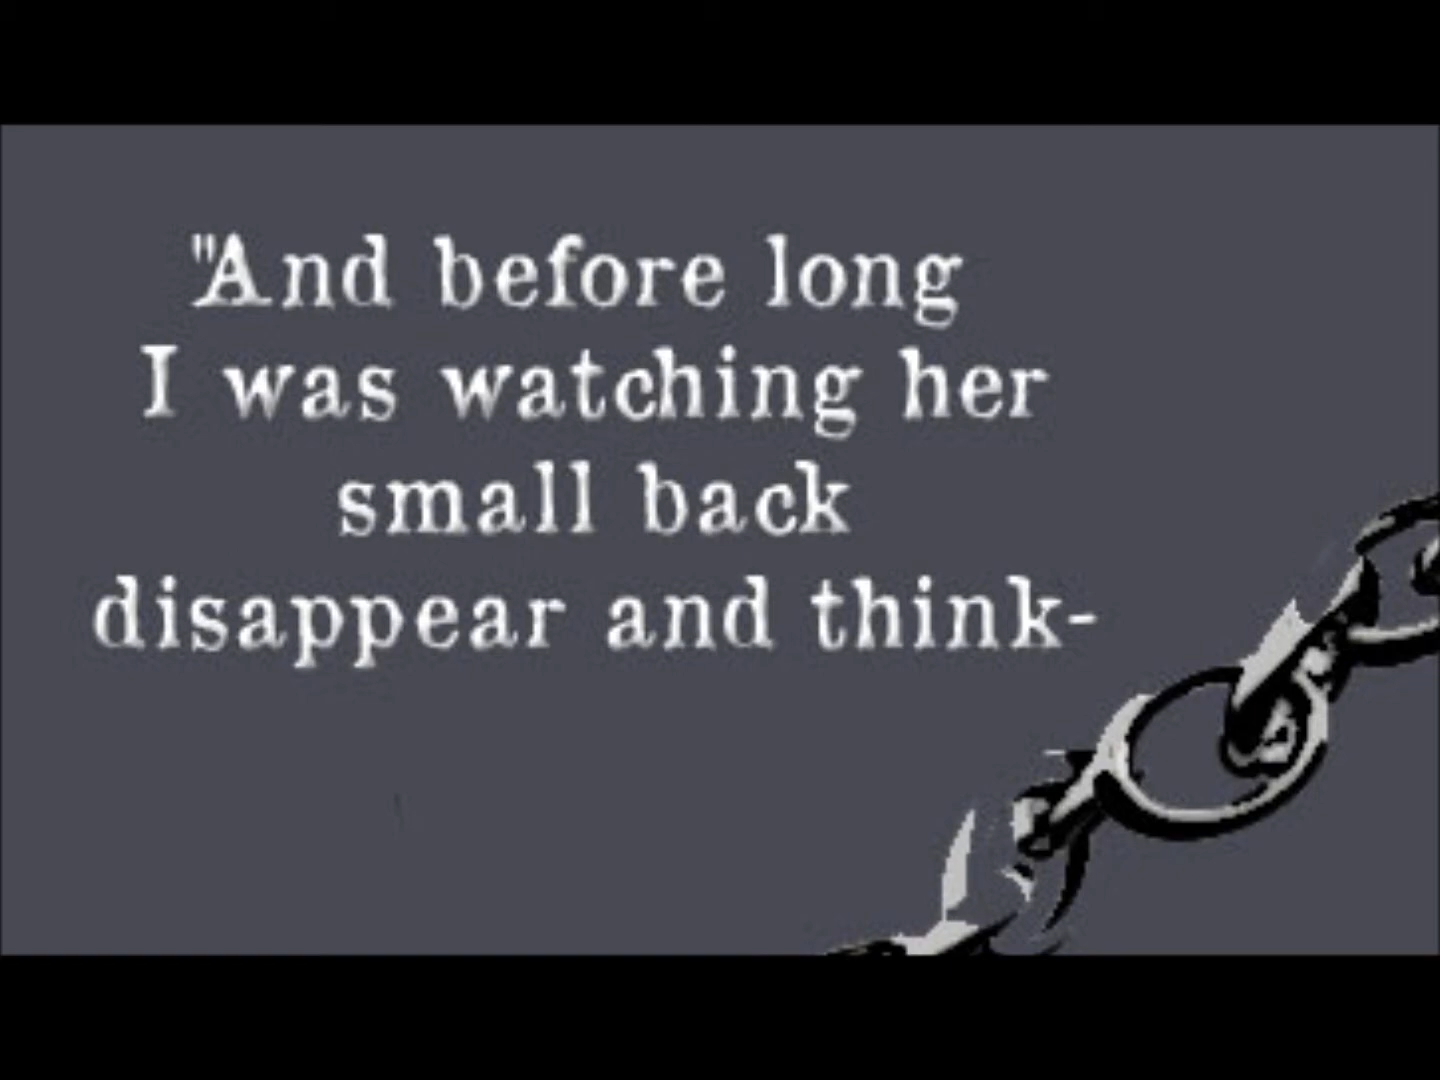 "And before long
I was watching her
small back
disappear and think-